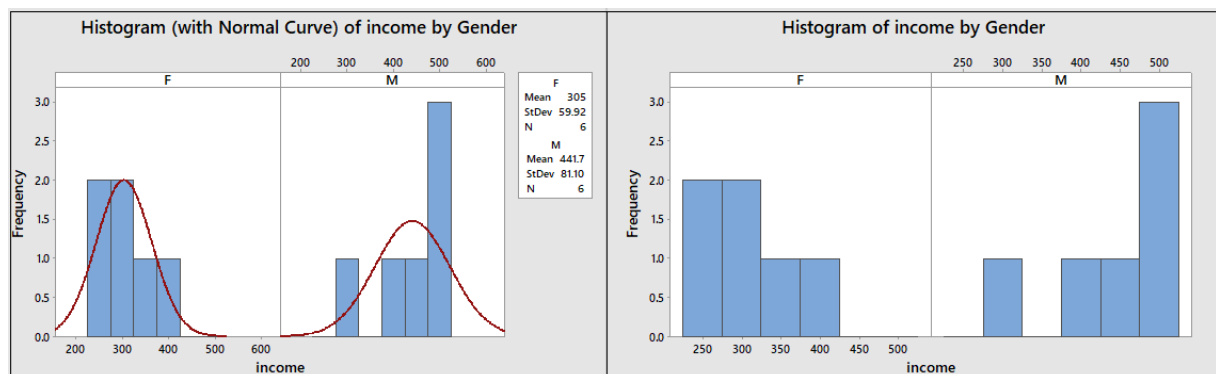 Histogram (with Normal Curve) of income by Gender
200 300 400 500 600
F M
3.0
2.5
2.0
1.5
1.0
0.5
0.0
Frequency
200 300 400 500 600
income
F
Mean 305
StDev 59.92
N 6
M
Mean 441.7
StDev 81.10
N 6
Histogram of income by Gender
250 300 350 400 450 500
F M
3.0
2.5
2.0
1.5
1.0
0.5
0.0
Frequency
250 300 350 400 450 500
income